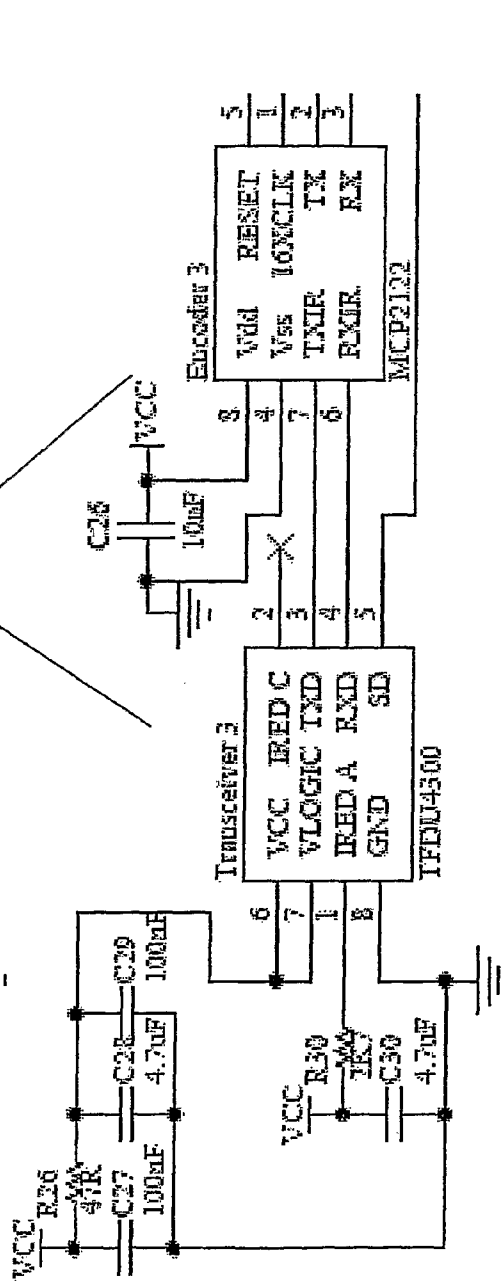 VCC
R26
47R
C27
100nF
C28
4.7uF
C29
100nF
VCC
R30
C30
4.7uF
Transceiver 3
6 VCC IRED C 2
7 VLOGIC TXD 3
1 IRED A RXD 4
8 GND SD 5
TFDU4300
C26
10uF
VCC
Encoder 3
8 Vdd RESET 5
4 Vss 16XCLK 1
7 TXIR TX 2
6 RXIR RX 3
MCP2122